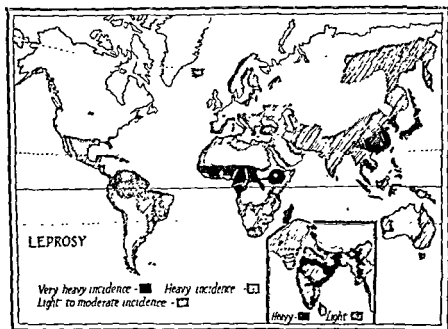 LEPROSY
Very heavy incidence - Heavy incidence -
Light to moderate incidence -
Heavy - Light